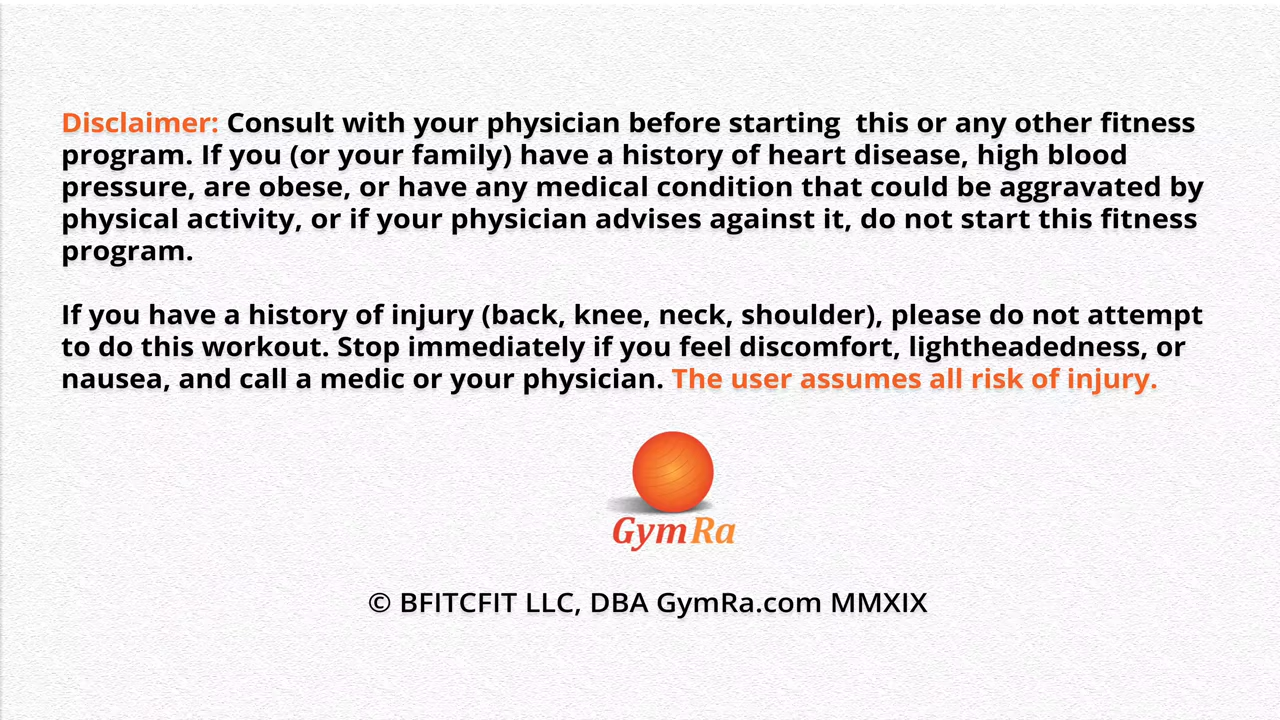 Disclaimer: Consult with your physician before starting  this or any other fitness
program. If you (or your family) have a history of heart disease, high blood
pressure, are obese, or have any medical condition that could be aggravated by
physical activity, or if your physician advises against it, do not start this fitness
program.
If you have a history of injury (back, knee, neck, shoulder), please do not attempt
to do this workout. Stop immediately if you feel discomfort, lightheadedness, or
nausea, and call a medic or your physician. The user assumes all risk of injury.
GymRa
© BFITCFIT LLC, DBA GymRa.com MMXIX